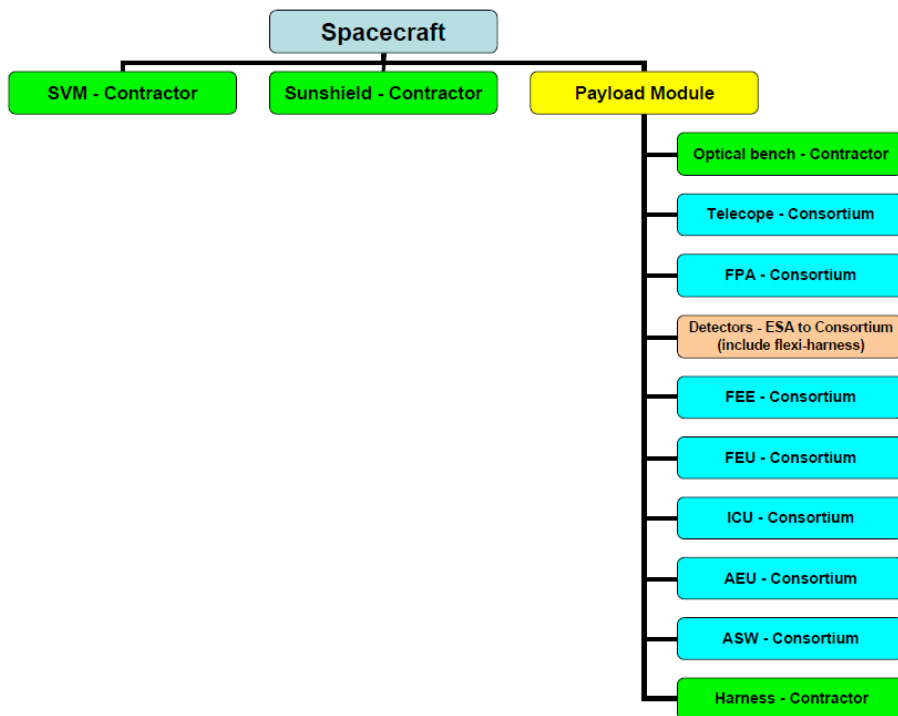 Spacecraft
SVM - Contractor
Sunshield - Contractor
Payload Module
Optical bench - Contractor
Telecope - Consortium
FPA - Consortium
Detectors - ESA to Consortium
(include flexi-harness)
FEE - Consortium
FEU - Consortium
ICU - Consortium
AEU - Consortium
ASW - Consortium
Harness - Contractor